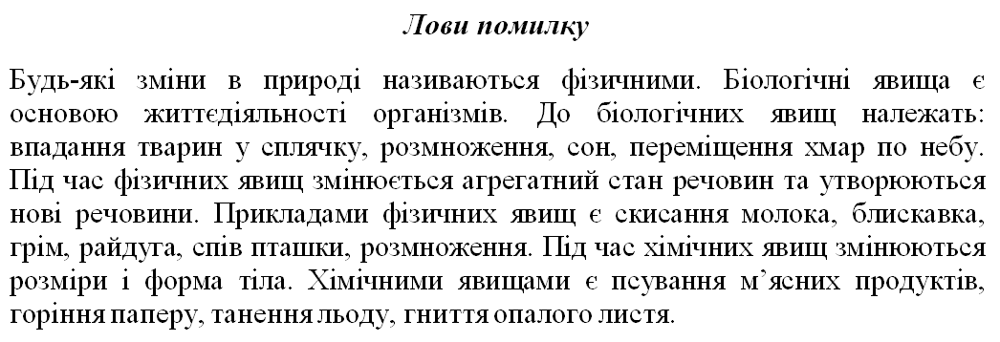 Лови помилку
Будь-які зміни в природі називаються фізичними. Біологічні явища є
основою життєдіяльності організмів. До біологічних явищ належать:
впадання тварин у сплячку, розмноження, сон, переміщення хмар по небу.
Під час фізичних явищ змінюється агрегатний стан речовин та утворюються
нові речовини. Прикладами фізичних явищ є скисання молока, блискавка,
грім, райдуга, спів пташки, розмноження. Під час хімічних явищ змінюються
розміри і форма тіла. Хімічними явищами є псування м’ясних продуктів,
горіння паперу, танення льоду, гниття опалого листя.